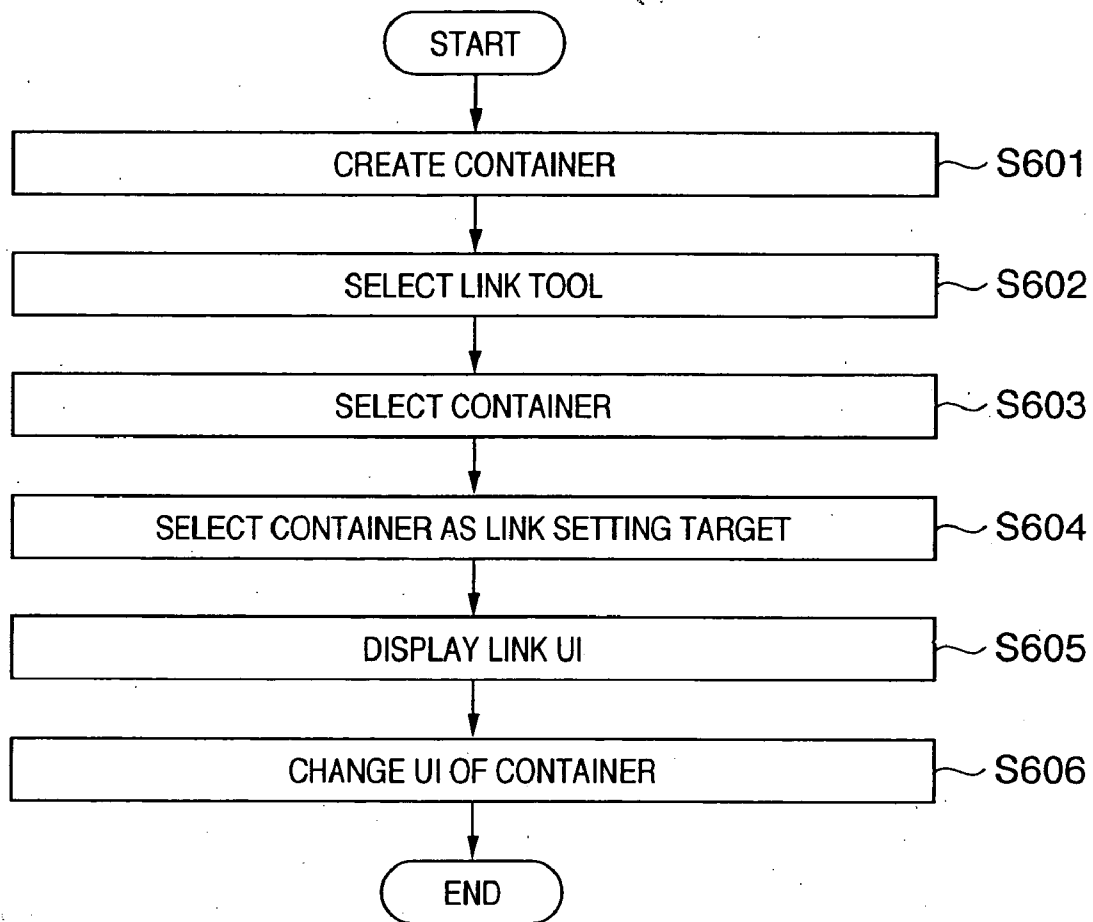 START
CREATE CONTAINER
S601
SELECT LINK TOOL
S602
SELECT CONTAINER
S603
SELECT CONTAINER AS LINK SETTING TARGET
S604
DISPLAY LINK UI
S605
CHANGE UI OF CONTAINER
S606
END